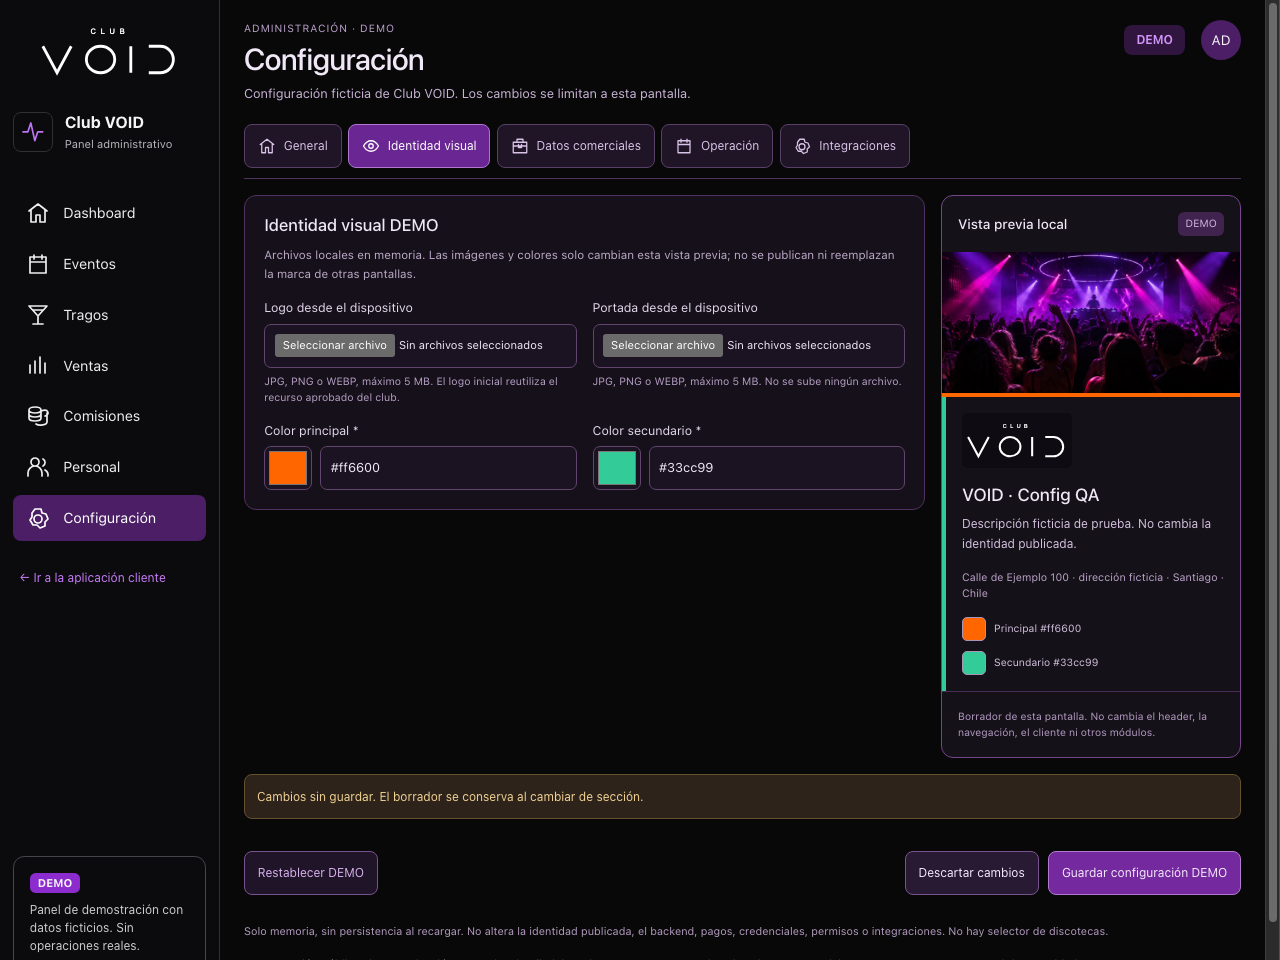 CLUB
VOID
Club VOID
Panel administrativo
Dashboard
Eventos
Tragos
Ventas
Comisiones
Personal
Configuración
← Ir a la aplicación cliente
DEMO
Panel de demostración con
datos ficticios. Sin
operaciones reales.
ADMINISTRACIÓN · DEMO
Configuración
Configuración ficticia de Club VOID. Los cambios se limitan a esta pantalla.
DEMO
AD
General
Identidad visual
Datos comerciales
Operación
Integraciones
Identidad visual DEMO
Archivos locales en memoria. Las imágenes y colores solo cambian esta vista previa; no se publican ni reemplazan
la marca de otras pantallas.
Logo desde el dispositivo
Seleccionar archivo Sin archivos seleccionados
JPG, PNG o WEBP, máximo 5 MB. El logo inicial reutiliza el
recurso aprobado del club.
Portada desde el dispositivo
Seleccionar archivo Sin archivos seleccionados
JPG, PNG o WEBP, máximo 5 MB. No se sube ningún archivo.
Color principal *
#ff6600
Color secundario *
#33cc99
Vista previa local
DEMO
CLUB
VOID
VOID · Config QA
Descripción ficticia de prueba. No cambia la
identidad publicada.
Calle de Ejemplo 100 · dirección ficticia · Santiago ·
Chile
Principal #ff6600
Secundario #33cc99
Borrador de esta pantalla. No cambia el header, la
navegación, el cliente ni otros módulos.
Cambios sin guardar. El borrador se conserva al cambiar de sección.
Restablecer DEMO
Descartar cambios
Guardar configuración DEMO
Solo memoria, sin persistencia al recargar. No altera la identidad publicada, el backend, pagos, credenciales, permisos o integraciones. No hay selector de discotecas.